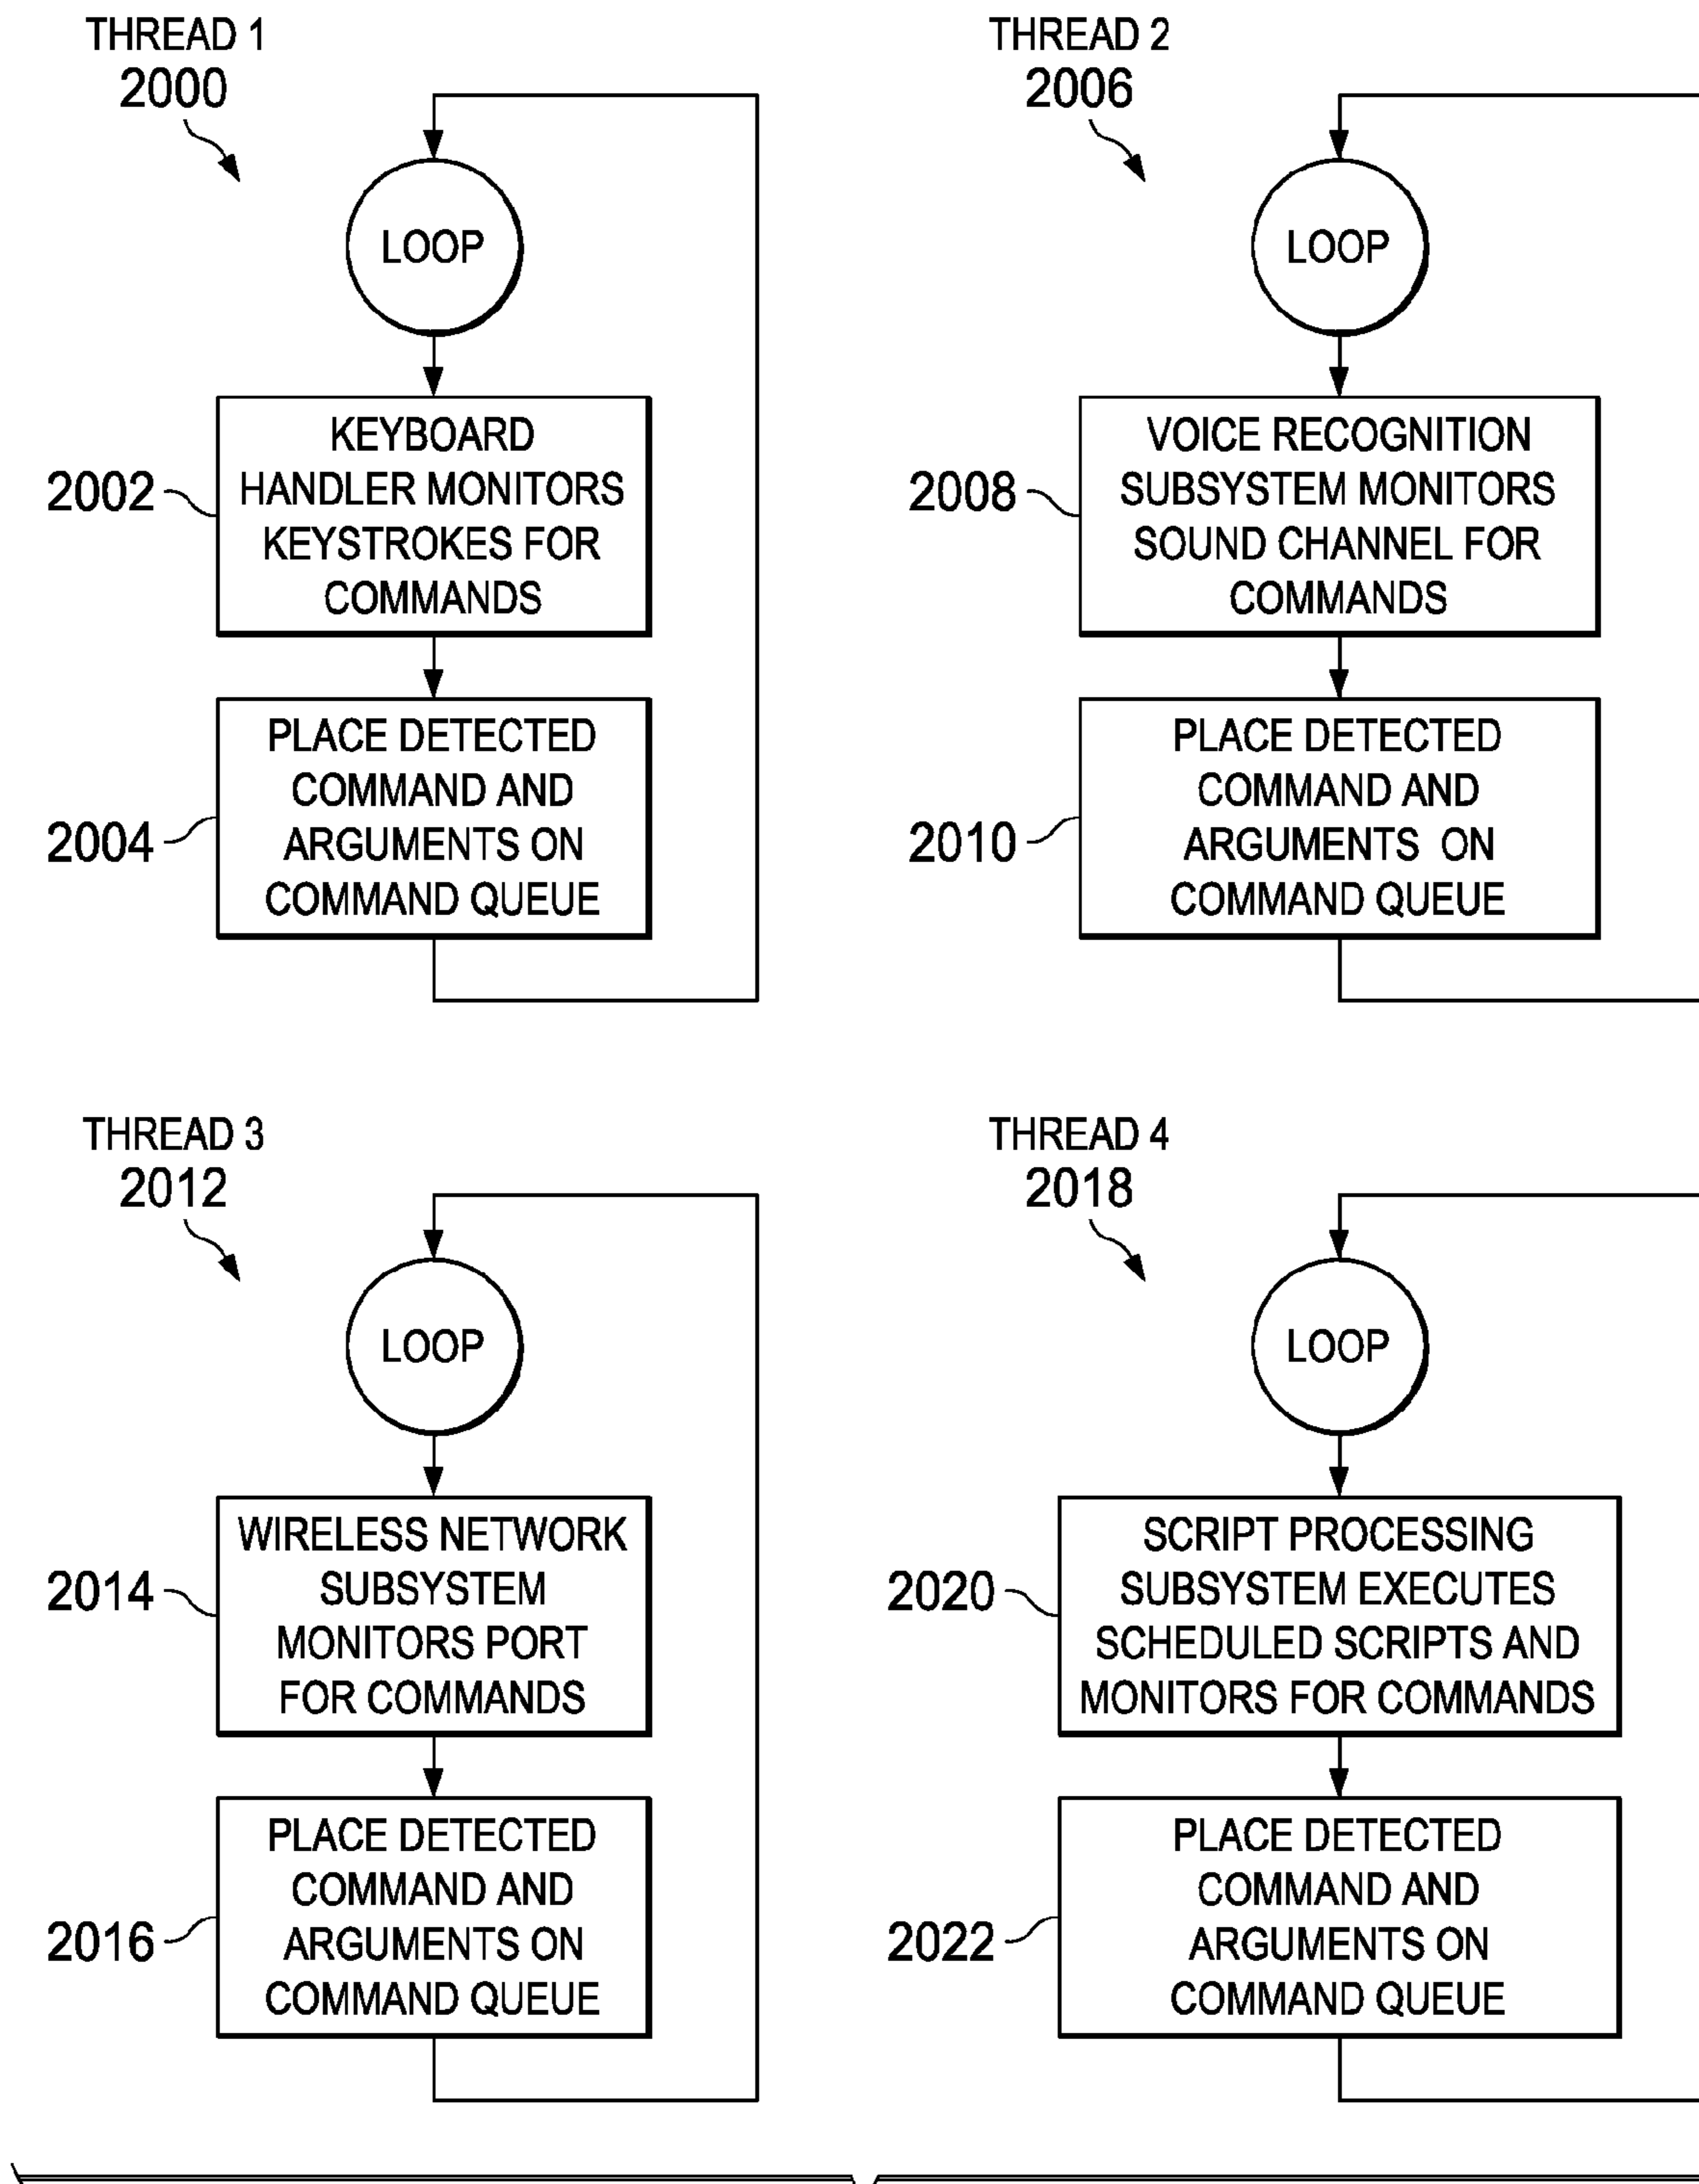 THREAD 1
2000
LOOP
2002
KEYBOARD
HANDLER MONITORS
KEYSTROKES FOR
COMMANDS
2004
PLACE DETECTED
COMMAND AND
ARGUMENTS ON
COMMAND QUEUE
THREAD 2
2006
LOOP
2008
VOICE RECOGNITION
SUBSYSTEM MONITORS
SOUND CHANNEL FOR
COMMANDS
2010
PLACE DETECTED
COMMAND AND
ARGUMENTS ON
COMMAND QUEUE
THREAD 3
2012
LOOP
2014
WIRELESS NETWORK
SUBSYSTEM
MONITORS PORT
FOR COMMANDS
2016
PLACE DETECTED
COMMAND AND
ARGUMENTS ON
COMMAND QUEUE
THREAD 4
2018
LOOP
2020
SCRIPT PROCESSING
SUBSYSTEM EXECUTES
SCHEDULED SCRIPTS AND
MONITORS FOR COMMANDS
2022
PLACE DETECTED
COMMAND AND
ARGUMENTS ON
COMMAND QUEUE